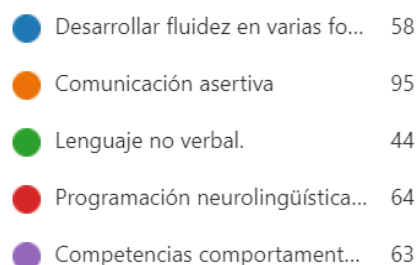 Desarrollar fluidez en varias fo... 58
Comunicación asertiva 95
Lenguaje no verbal. 44
Programación neurolingüística... 64
Competencias comportament... 63